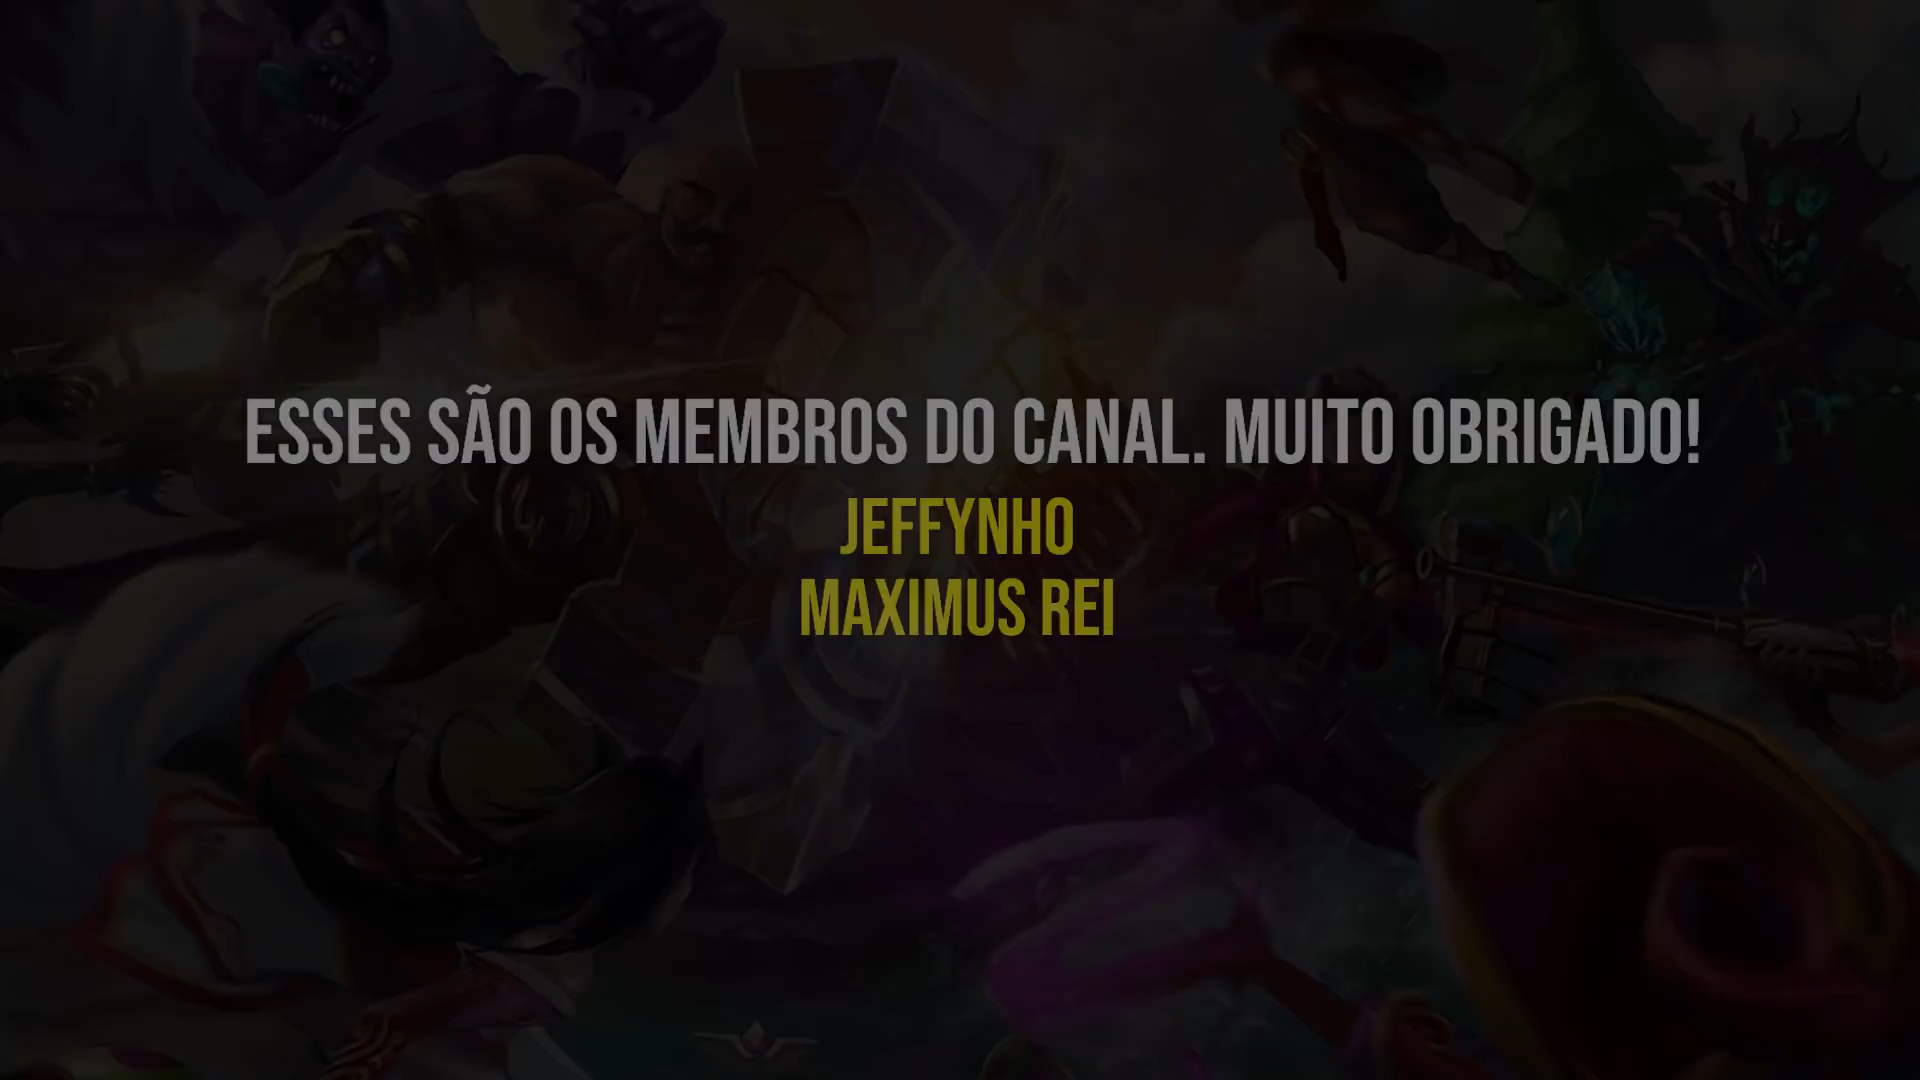 ESSES SÃO OS MEMBROS DO CANAL. MUITO OBRIGADO!
JEFFYNHO
MAXIMUS REI